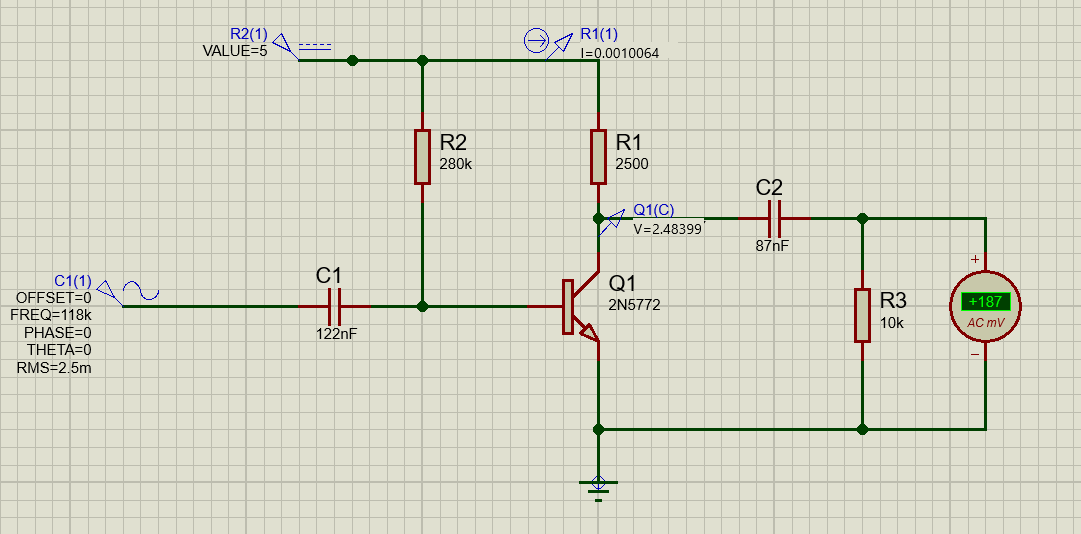 R2(1)
VALUE=5
R1(1)
I=0.0010064
R2
280k
R1
2500
C2
87nF
Q1(C)
V=2.48399
C1(1)
OFFSET=0
FREQ=118k
PHASE=0
THETA=0
RMS=2.5m
C1
122nF
Q1
2N5772
R3
10k
+
+187
AC mV
−